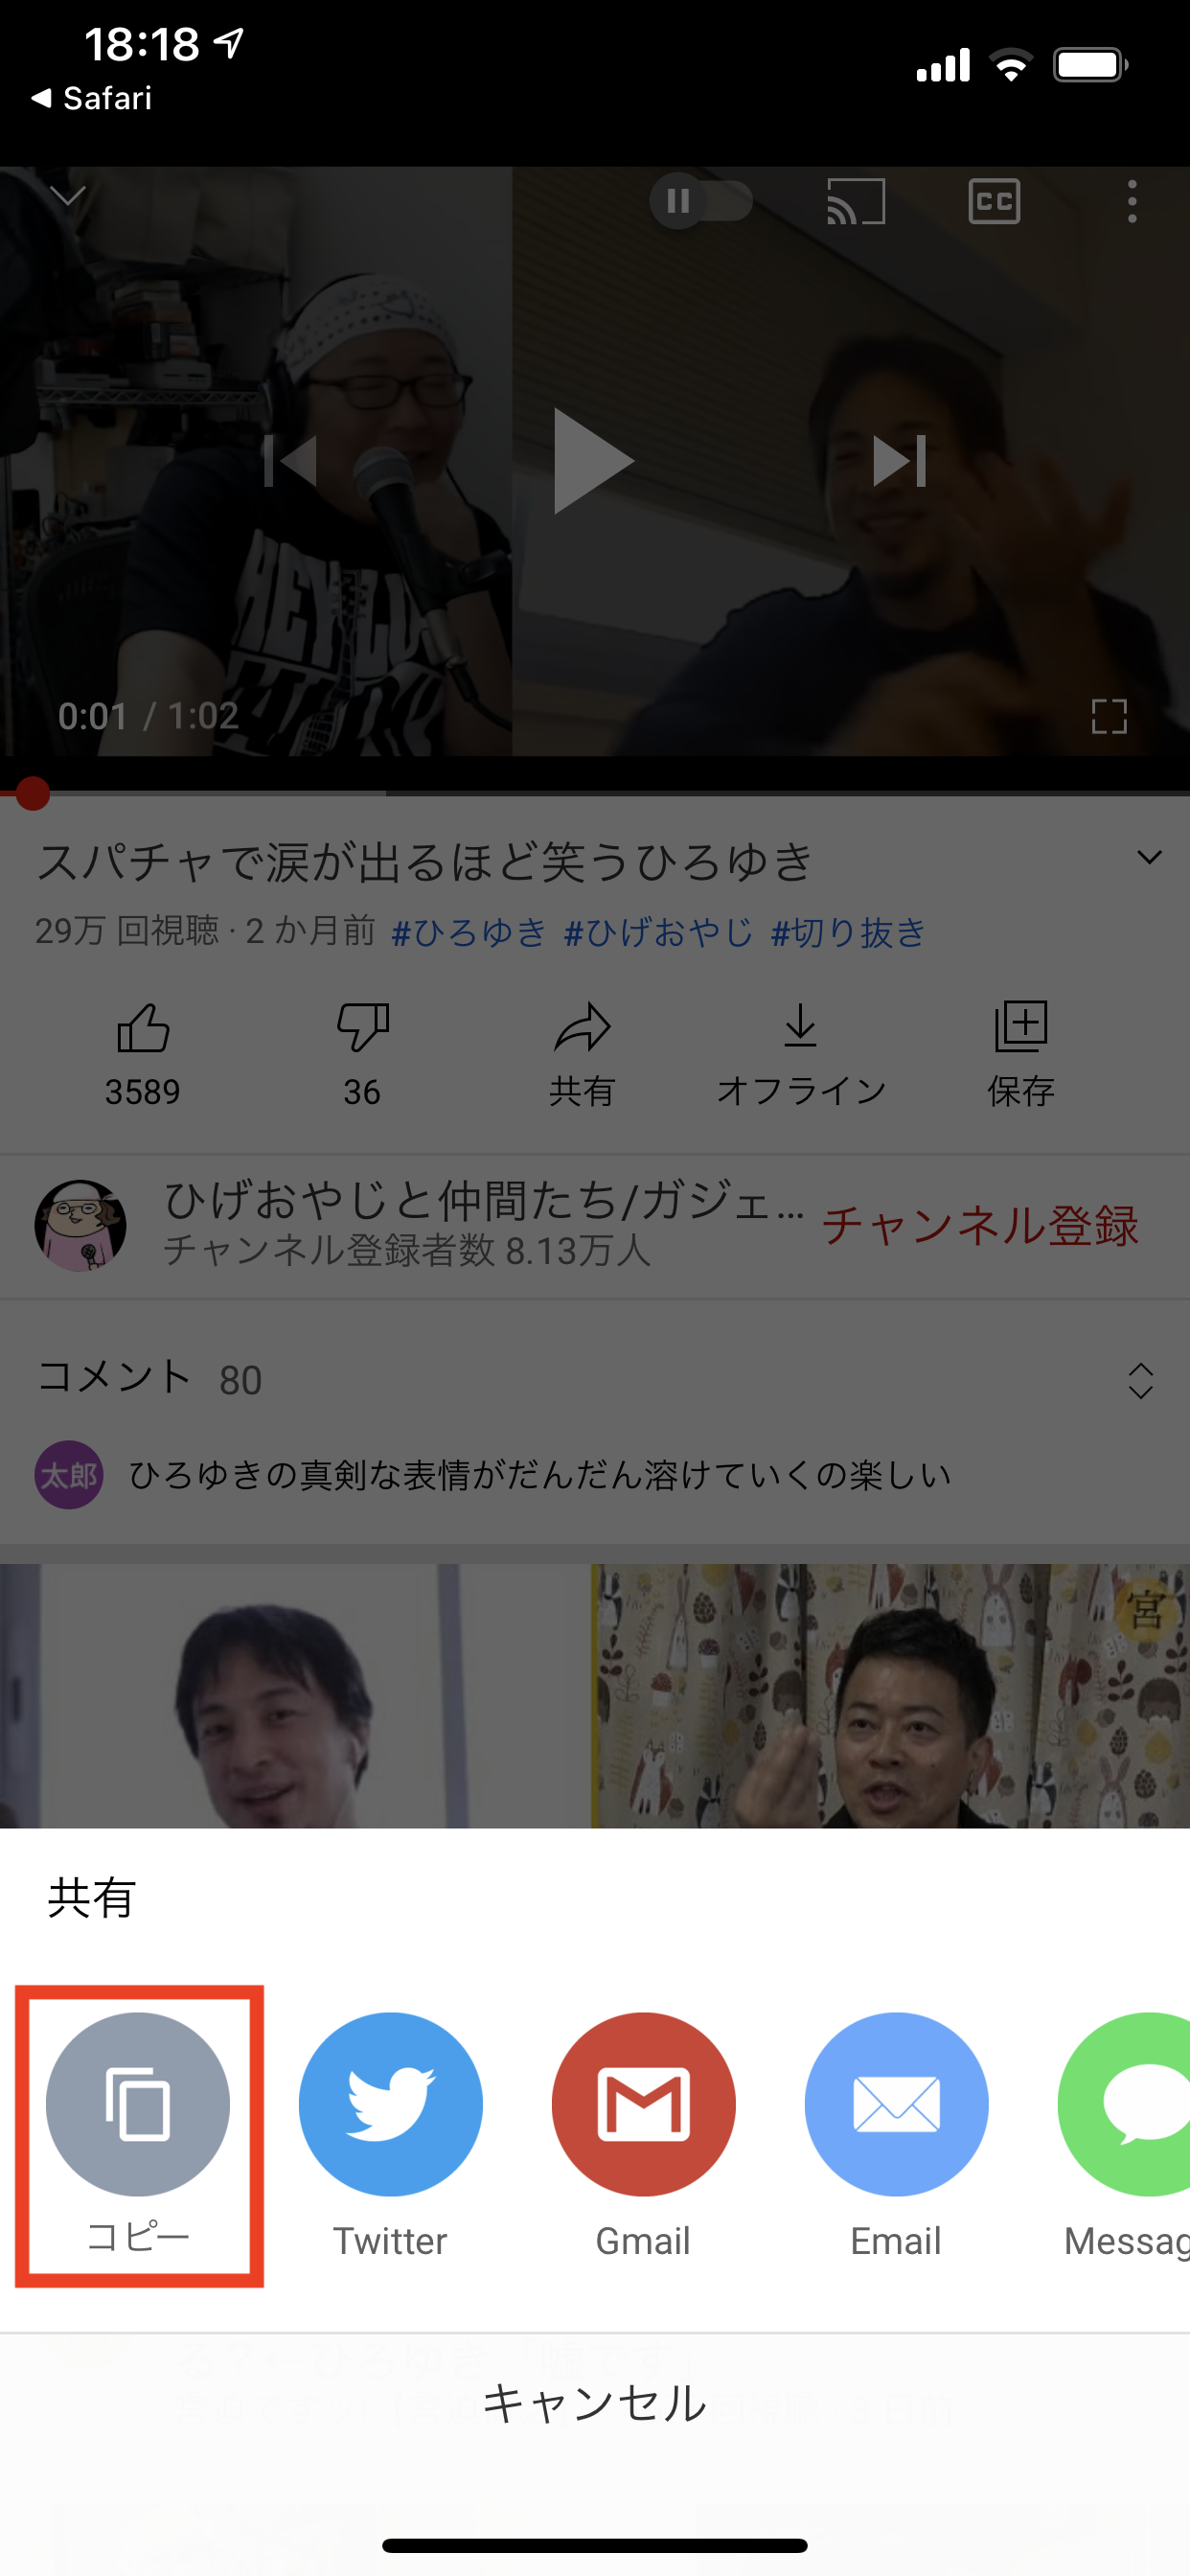 18:18
Safari
CC
HEY
0:01 / 1:02
スパチャで涙が出るほど笑うひろゆき
29万 回視聴 · 2 か月前 #ひろゆき #ひげおやじ #切り抜き
3589
36
共有
オフライン
保存
ひげおやじと仲間たち/ガジェ...
チャンネル登録者数 8.13万人
チャンネル登録
コメント 80
太郎 ひろゆきの真剣な表情がだんだん溶けていくの楽しい
宮
共有
コピー
Twitter
Gmail
Email
Messag
キャンセル